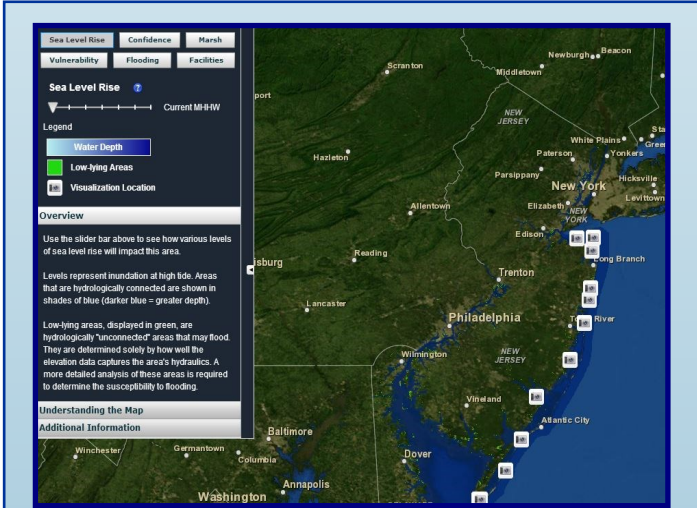 Sea Level Rise
Confidence
Marsh
Vulnerability
Flooding
Facilities
Sea Level Rise ?
Current MHHW
Legend
Water Depth
Low-lying Areas
Visualization Location
Overview
Use the slider bar above to see how various levels
of sea level rise will impact this area.
Levels represent inundation at high tide. Areas
that are hydrologically connected are shown in
shades of blue (darker blue = greater depth).
Low-lying areas, displayed in green, are
hydrologically "unconnected" areas that may flood.
They are determined solely by how well the
elevation data captures the area's hydraulics. A
more detailed analysis of these areas is required
to determine the susceptibility to flooding.
Understanding the Map
Additional Information
Newburgh
Beacon
Scranton
Middletown
port
NEW
JERSEY
White Plains
Sta
Gree
Paterson
Yonkers
Hazleton
Parsippany
Hicksville
New York
Levittown
Allentown
Elizabeth
NEW
YORK
Edison
Reading
isburg
Long Branch
Trenton
Lancaster
Philadelphia
River
Wilmington
NEW
JERSEY
Vineland
Atlantic City
Baltimore
Winchester
Germantown
Columbia
Dover
Annapolis
Washington